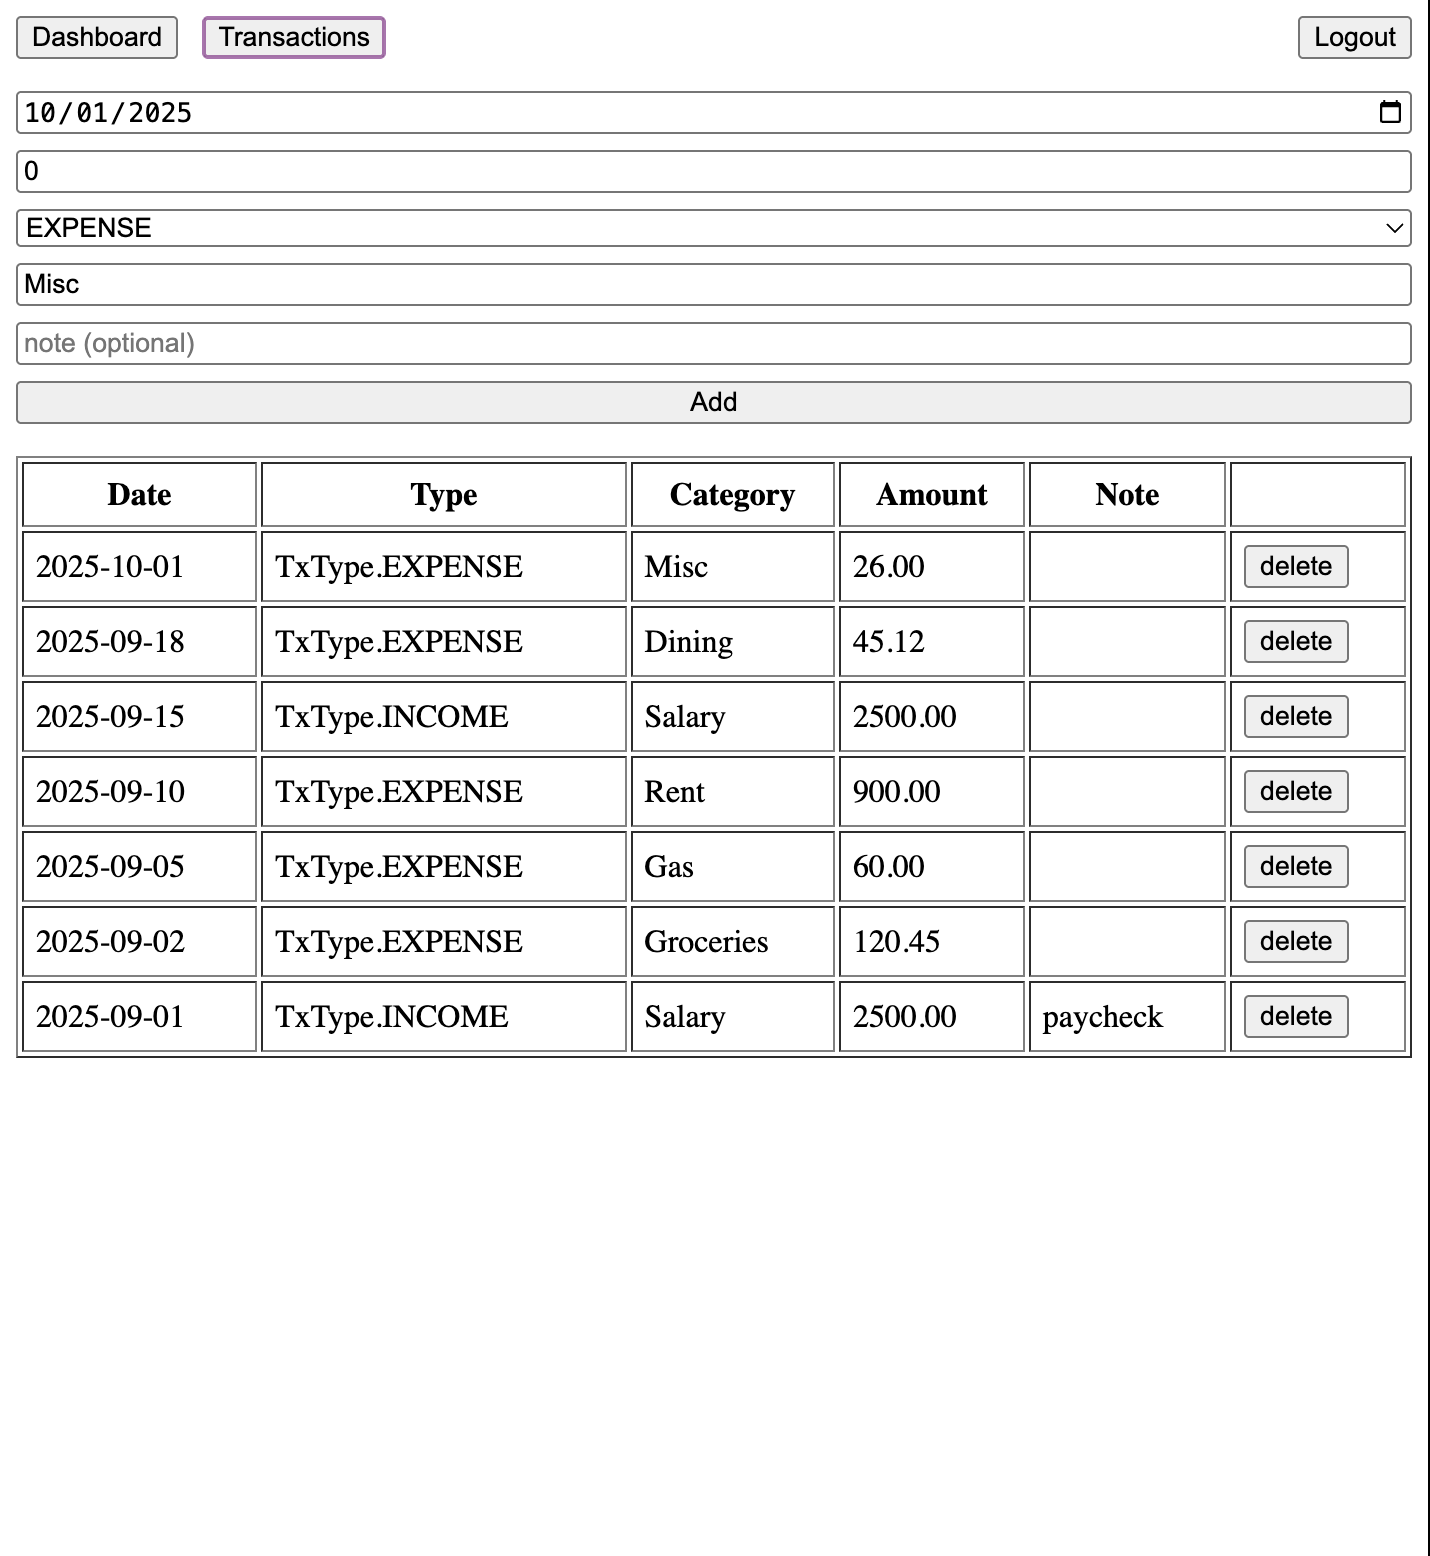 Dashboard Transactions Logout
10/01/2025
0
EXPENSE
Misc
note (optional)
Add
Date Type Category Amount Note
2025-10-01 TxType.EXPENSE Misc 26.00 delete
2025-09-18 TxType.EXPENSE Dining 45.12 delete
2025-09-15 TxType.INCOME Salary 2500.00 delete
2025-09-10 TxType.EXPENSE Rent 900.00 delete
2025-09-05 TxType.EXPENSE Gas 60.00 delete
2025-09-02 TxType.EXPENSE Groceries 120.45 delete
2025-09-01 TxType.INCOME Salary 2500.00 paycheck delete